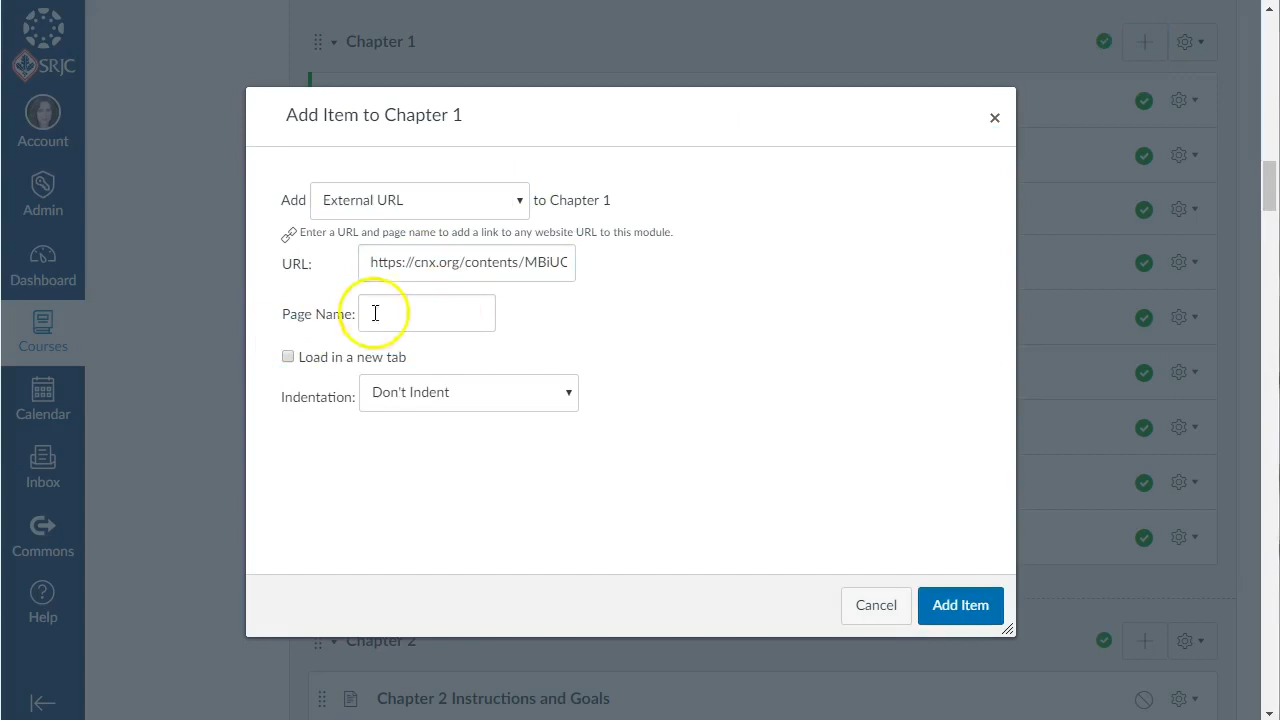 SRJC
Account
Admin
Dashboard
Courses
Calendar
Inbox
Commons
Help
Chapter 1
Add Item to Chapter 1
×
Add External URL to Chapter 1
Enter a URL and page name to add a link to any website URL to this module.
URL: https://cnx.org/contents/MBiUC
Page Name:
Load in a new tab
Indentation: Don't Indent
Cancel Add Item
Chapter 2
Chapter 2 Instructions and Goals